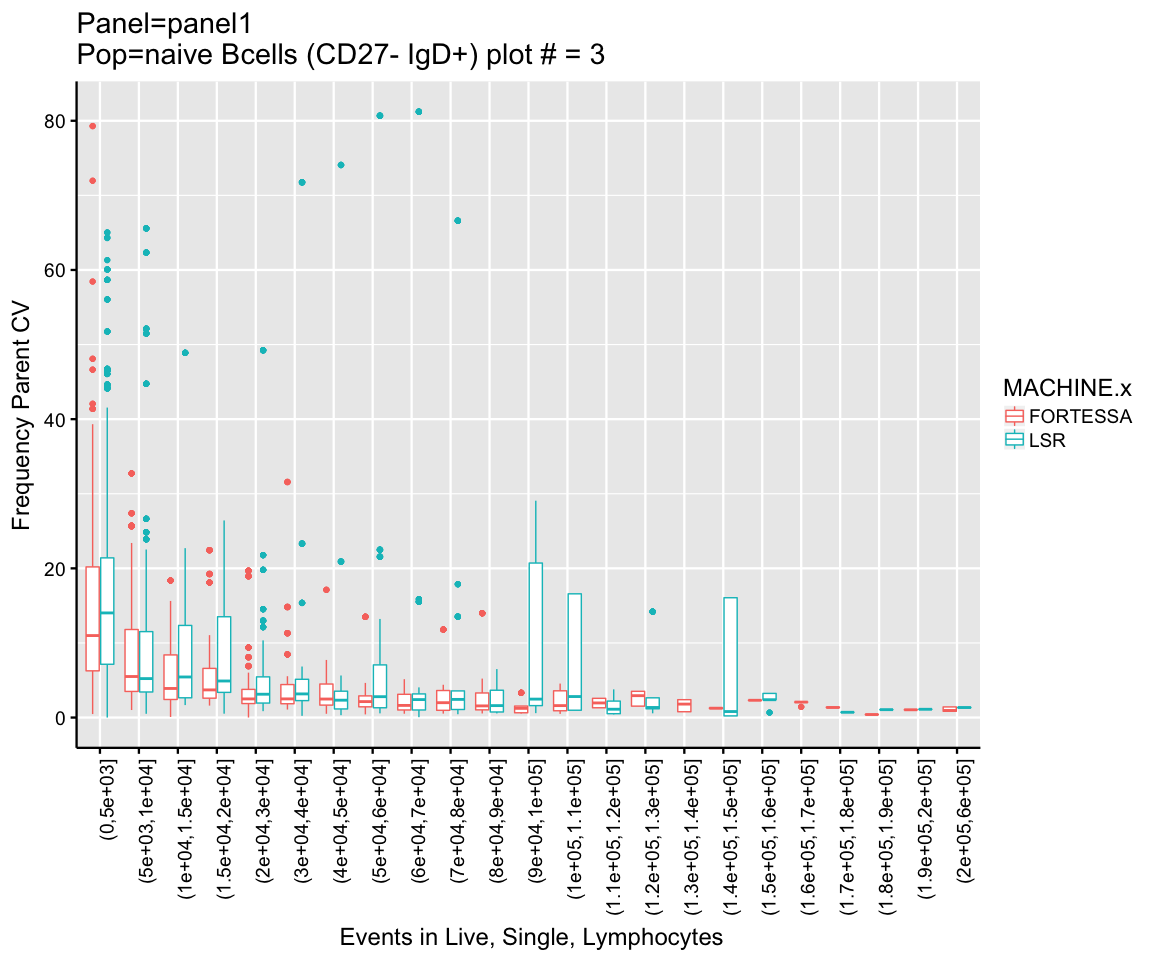 Panel=panel1
Pop=naive Bcells (CD27- IgD+) plot # = 3
80
60
40
20
0
Frequency Parent CV
(0,5e+03]
(5e+03,1e+04]
(1e+04,1.5e+04]
(1.5e+04,2e+04]
(2e+04,3e+04]
(3e+04,4e+04]
(4e+04,5e+04]
(5e+04,6e+04]
(6e+04,7e+04]
(7e+04,8e+04]
(8e+04,9e+04]
(9e+04,1e+05]
(1e+05,1.1e+05]
(1.1e+05,1.2e+05]
(1.2e+05,1.3e+05]
(1.3e+05,1.4e+05]
(1.4e+05,1.5e+05]
(1.5e+05,1.6e+05]
(1.6e+05,1.7e+05]
(1.7e+05,1.8e+05]
(1.8e+05,1.9e+05]
(1.9e+05,2e+05]
(2e+05,6e+05]
Events in Live, Single, Lymphocytes
MACHINE.x
FORTESSA
LSR